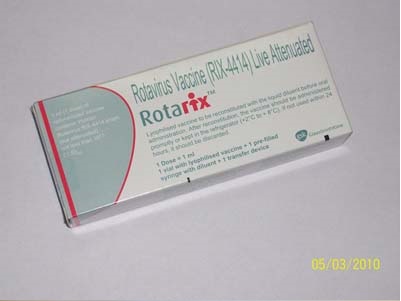 Rotavirus Vaccine (RIX-4414) Live Attenuated
Rotarix™
Lyophilised vaccine to be reconstituted with the liquid diluent before oral
administration. After reconstitution, the vaccine should be administered
promptly or kept in the refrigerator (+2°C to + 8°C). If not used within 24
hours, it should be discarded.
1 Dose = 1 ml
1 vial with lyophilised vaccine + 1 pre-filled
syringe with diluent + 1 transfer device
gsk GlaxoSmithKline
05/03/2010